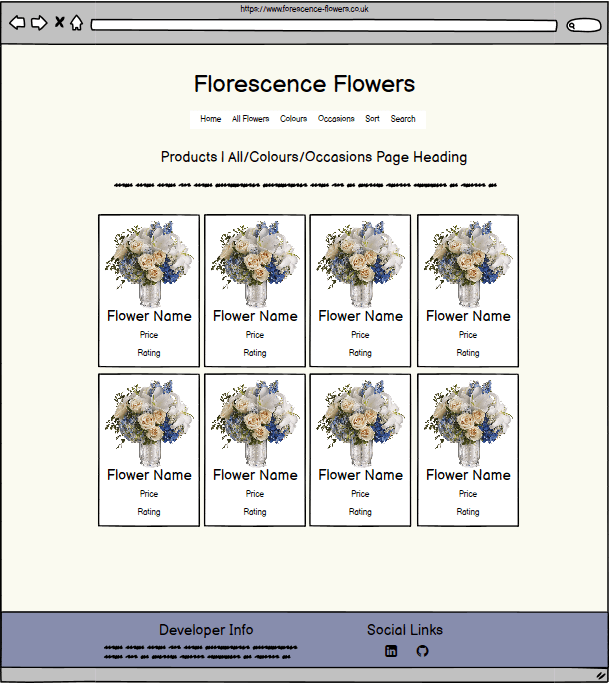 https://www.forescence-flowers.co.uk
Florescence Flowers
Home All Flowers Colours Occasions Sort Search
Products | All/Colours/Occasions Page Heading
Flower Name Flower Name Flower Name Flower Name
Price Price Price Price
Rating Rating Rating Rating
Flower Name Flower Name Flower Name Flower Name
Price Price Price Price
Rating Rating Rating Rating
Developer Info Social Links
in